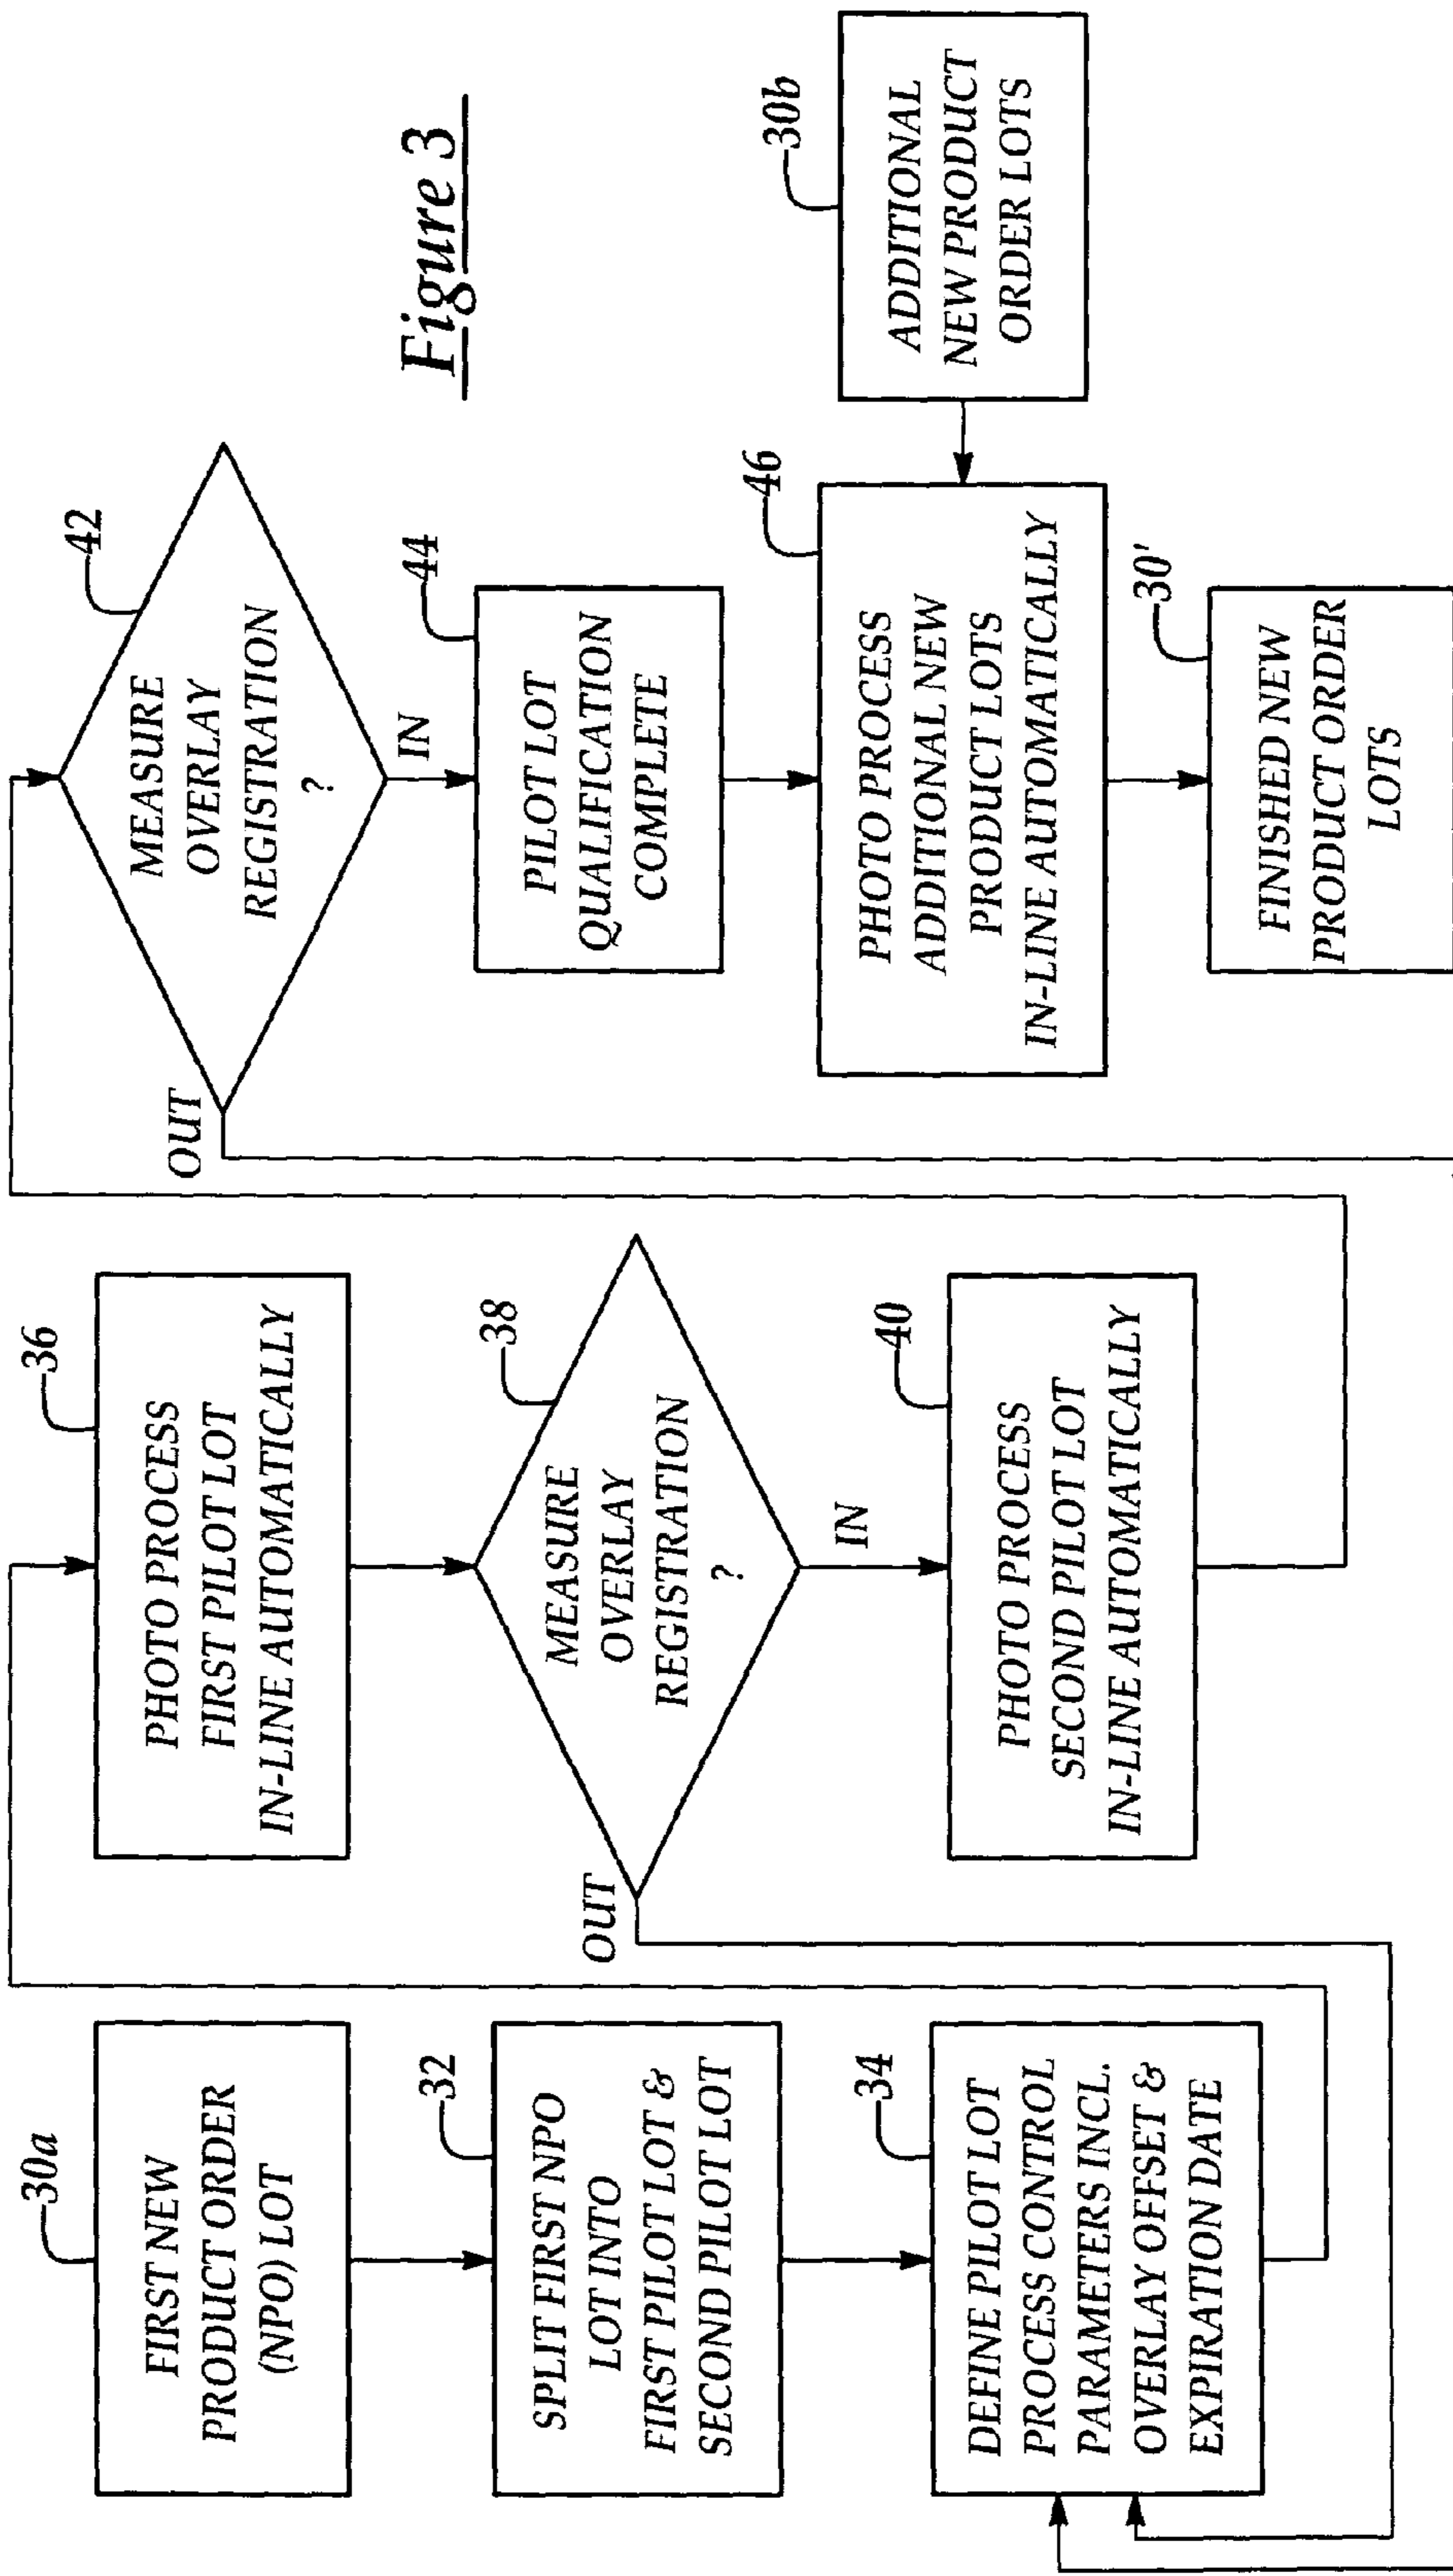 30a
FIRST NEW
PRODUCT ORDER
(NPO) LOT
32
SPLIT FIRST NPO
LOT INTO
FIRST PILOT LOT &
SECOND PILOT LOT
34
DEFINE PILOT LOT
PROCESS CONTROL
PARAMETERS INCL.
OVERLAY OFFSET &
EXPIRATION DATE
36
PHOTO PROCESS
FIRST PILOT LOT
IN-LINE AUTOMATICALLY
38
MEASURE
OVERLAY
REGISTRATION
?
OUT
IN
40
PHOTO PROCESS
SECOND PILOT LOT
IN-LINE AUTOMATICALLY
42
MEASURE
OVERLAY
REGISTRATION
?
OUT
IN
44
PILOT LOT
QUALIFICATION
COMPLETE
46
PHOTO PROCESS
ADDITIONAL NEW
PRODUCT LOTS
IN-LINE AUTOMATICALLY
30'
FINISHED NEW
PRODUCT ORDER
LOTS
30b
ADDITIONAL
NEW PRODUCT
ORDER LOTS
Figure 3